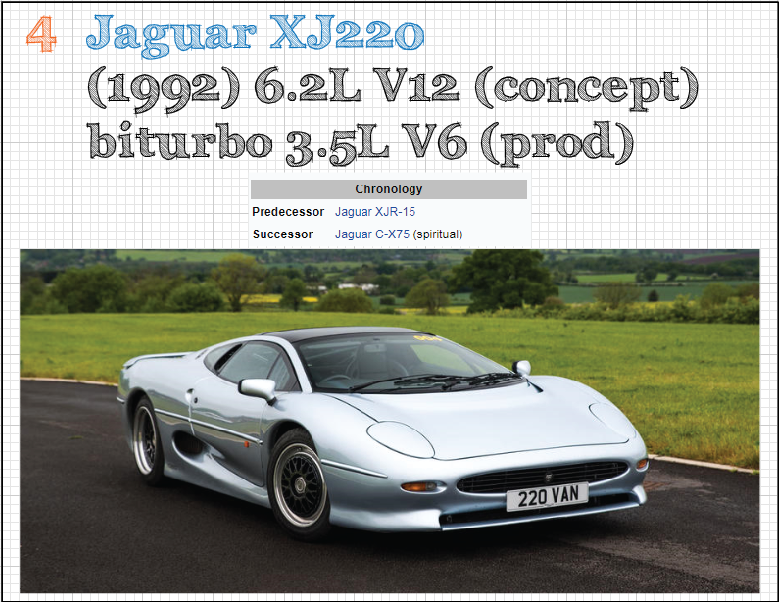 4 Jaguar XJ220
(1992) 6.2L V12 (concept)
biturbo 3.5L V6 (prod)
Chronology
Predecessor Jaguar XJR-15
Successor Jaguar C-X75 (spiritual)
220 VAN